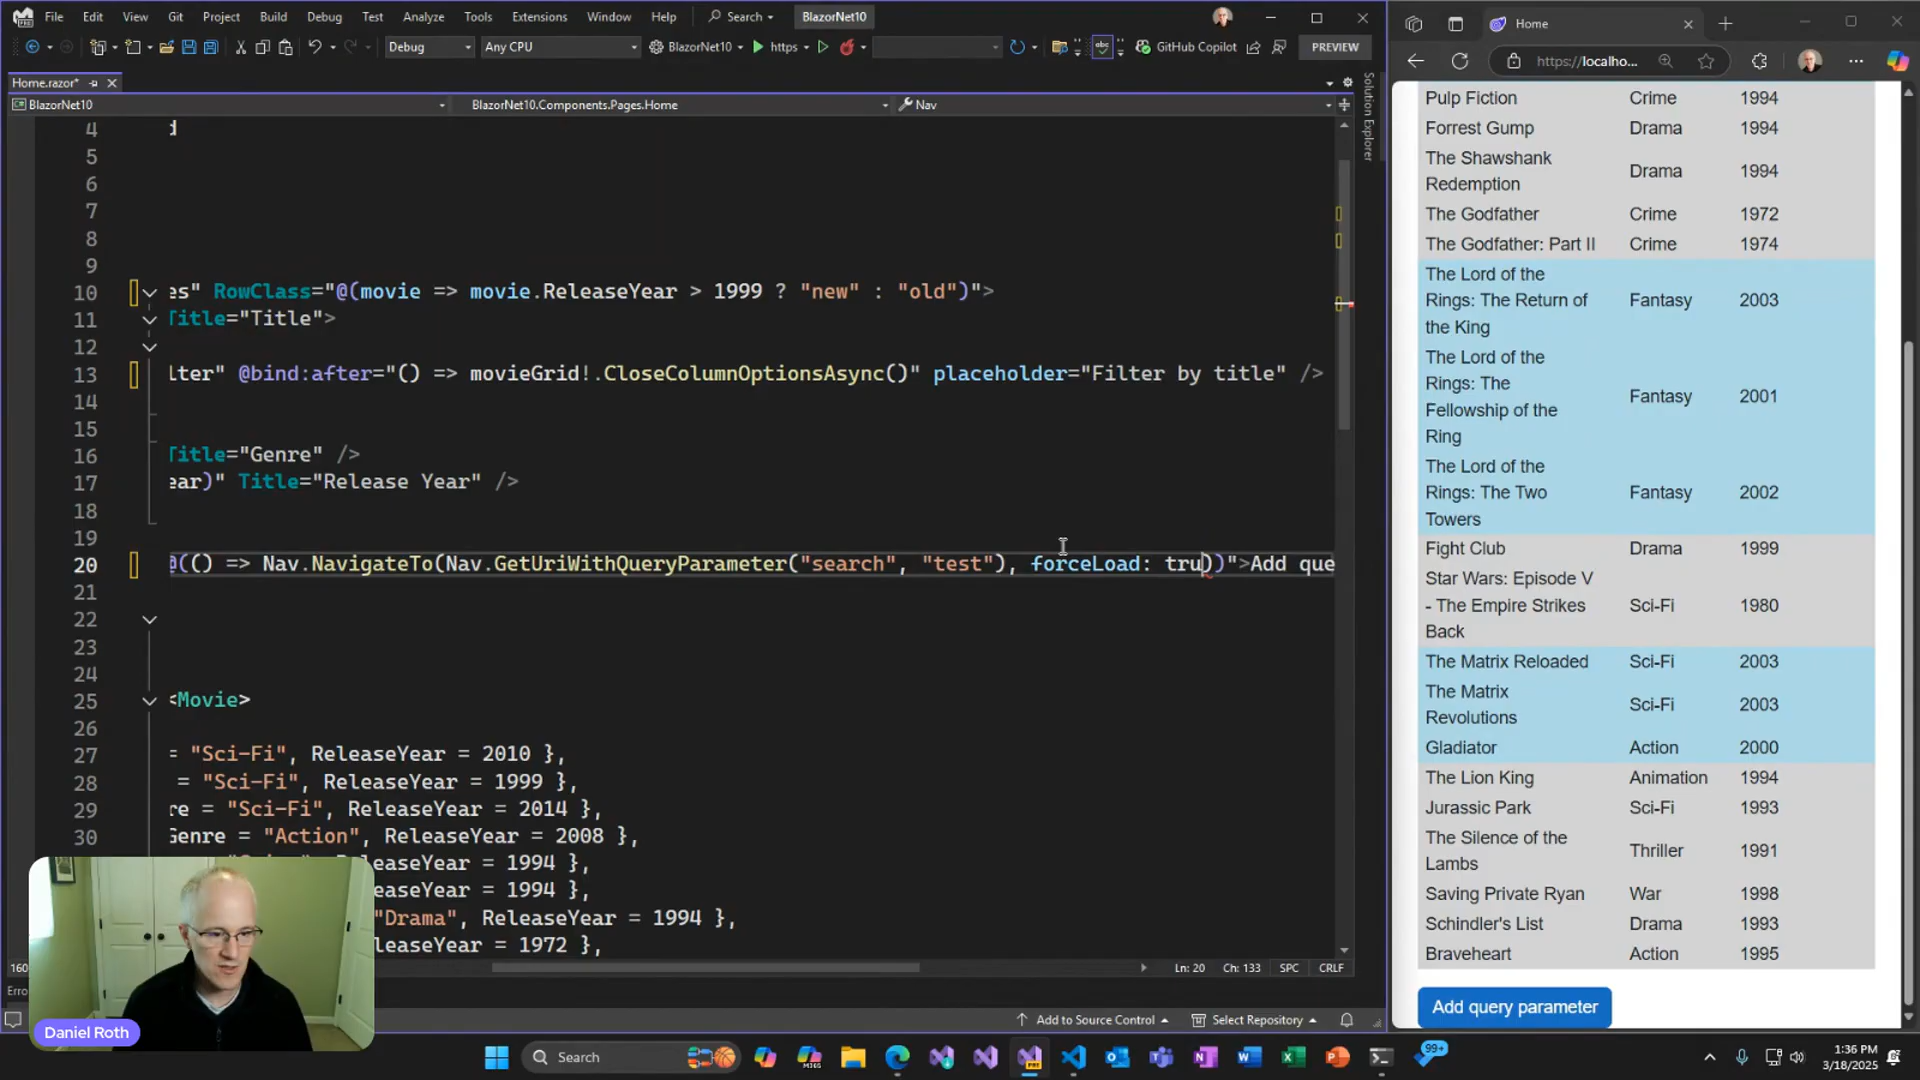 File Edit View Git Project Build Debug Test Analyze Tools Extensions Window Help Search BlazorNet10
Debug Any CPU BlazorNet10 https GitHub Copilot PREVIEW
Home.razor*
BlazorNet10 BlazorNet10.Components.Pages.Home Nav
Solution Explorer
4
5
6
7
8
9
10 es" RowClass="@(movie => movie.ReleaseYear > 1999 ? "new" : "old")">
11 Title="Title">
12
13 lter" @bind:after="() => movieGrid!.CloseColumnOptionsAsync()" placeholder="Filter by title" />
14
15
16 Title="Genre" />
17 ear)" Title="Release Year" />
18
19
20 @(() => Nav.NavigateTo(Nav.GetUriWithQueryParameter("search", "test"), forceLoad: tru))">Add que
21
22
23
24
25 <Movie>
26
27 = "Sci-Fi", ReleaseYear = 2010 },
28 = "Sci-Fi", ReleaseYear = 1999 },
29 re = "Sci-Fi", ReleaseYear = 2014 },
30 Genre = "Action", ReleaseYear = 2008 },
ReleaseYear = 1994 },
ReleaseYear = 1994 },
"Drama", ReleaseYear = 1994 },
leaseYear = 1972 },
160 Ln: 20 Ch: 133 SPC CRLF
Erro
Add to Source Control Select Repository
Daniel Roth
Home
https://localho...
Pulp Fiction Crime 1994
Forrest Gump Drama 1994
The Shawshank
Redemption Drama 1994
The Godfather Crime 1972
The Godfather: Part II Crime 1974
The Lord of the
Rings: The Return of Fantasy 2003
the King
The Lord of the
Rings: The
Fellowship of the Fantasy 2001
Ring
The Lord of the
Rings: The Two Fantasy 2002
Towers
Fight Club Drama 1999
Star Wars: Episode V
- The Empire Strikes Sci-Fi 1980
Back
The Matrix Reloaded Sci-Fi 2003
The Matrix
Revolutions Sci-Fi 2003
Gladiator Action 2000
The Lion King Animation 1994
Jurassic Park Sci-Fi 1993
The Silence of the
Lambs Thriller 1991
Saving Private Ryan War 1998
Schindler's List Drama 1993
Braveheart Action 1995
Add query parameter
Search 99+
1:36 PM
3/18/2025